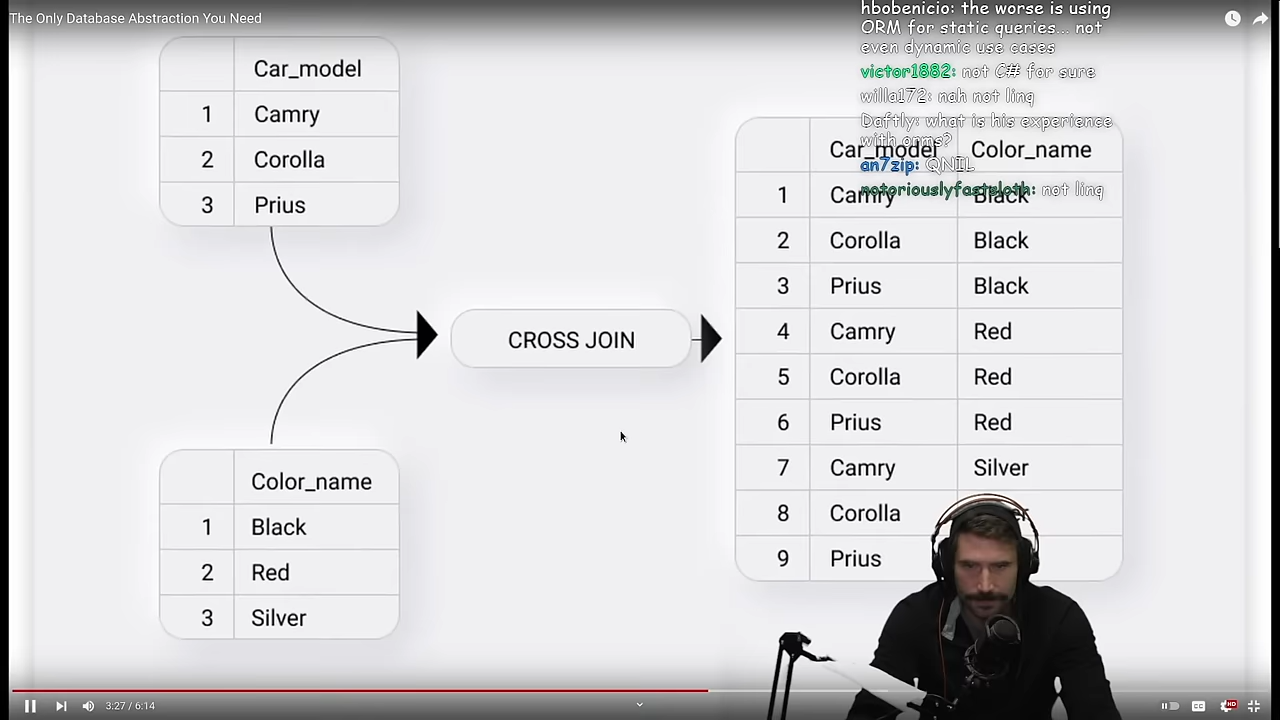 The Only Database Abstraction You Need
hbobenicio: the worse is using
ORM for static queries... not
even dynamic use cases
victor1882: not C# for sure
willa172: nah not linq
Daftly: what is his experience
with orms?
an7zip: QNIL
notoriouslyfastsloth: not linq
Car_model
1 Camry
2 Corolla
3 Prius
Color_name
1 Black
2 Red
3 Silver
CROSS JOIN
Car_model Color_name
1 Camry Black
2 Corolla Black
3 Prius Black
4 Camry Red
5 Corolla Red
6 Prius Red
7 Camry Silver
8 Corolla
9 Prius
3:27 / 6:14
HD